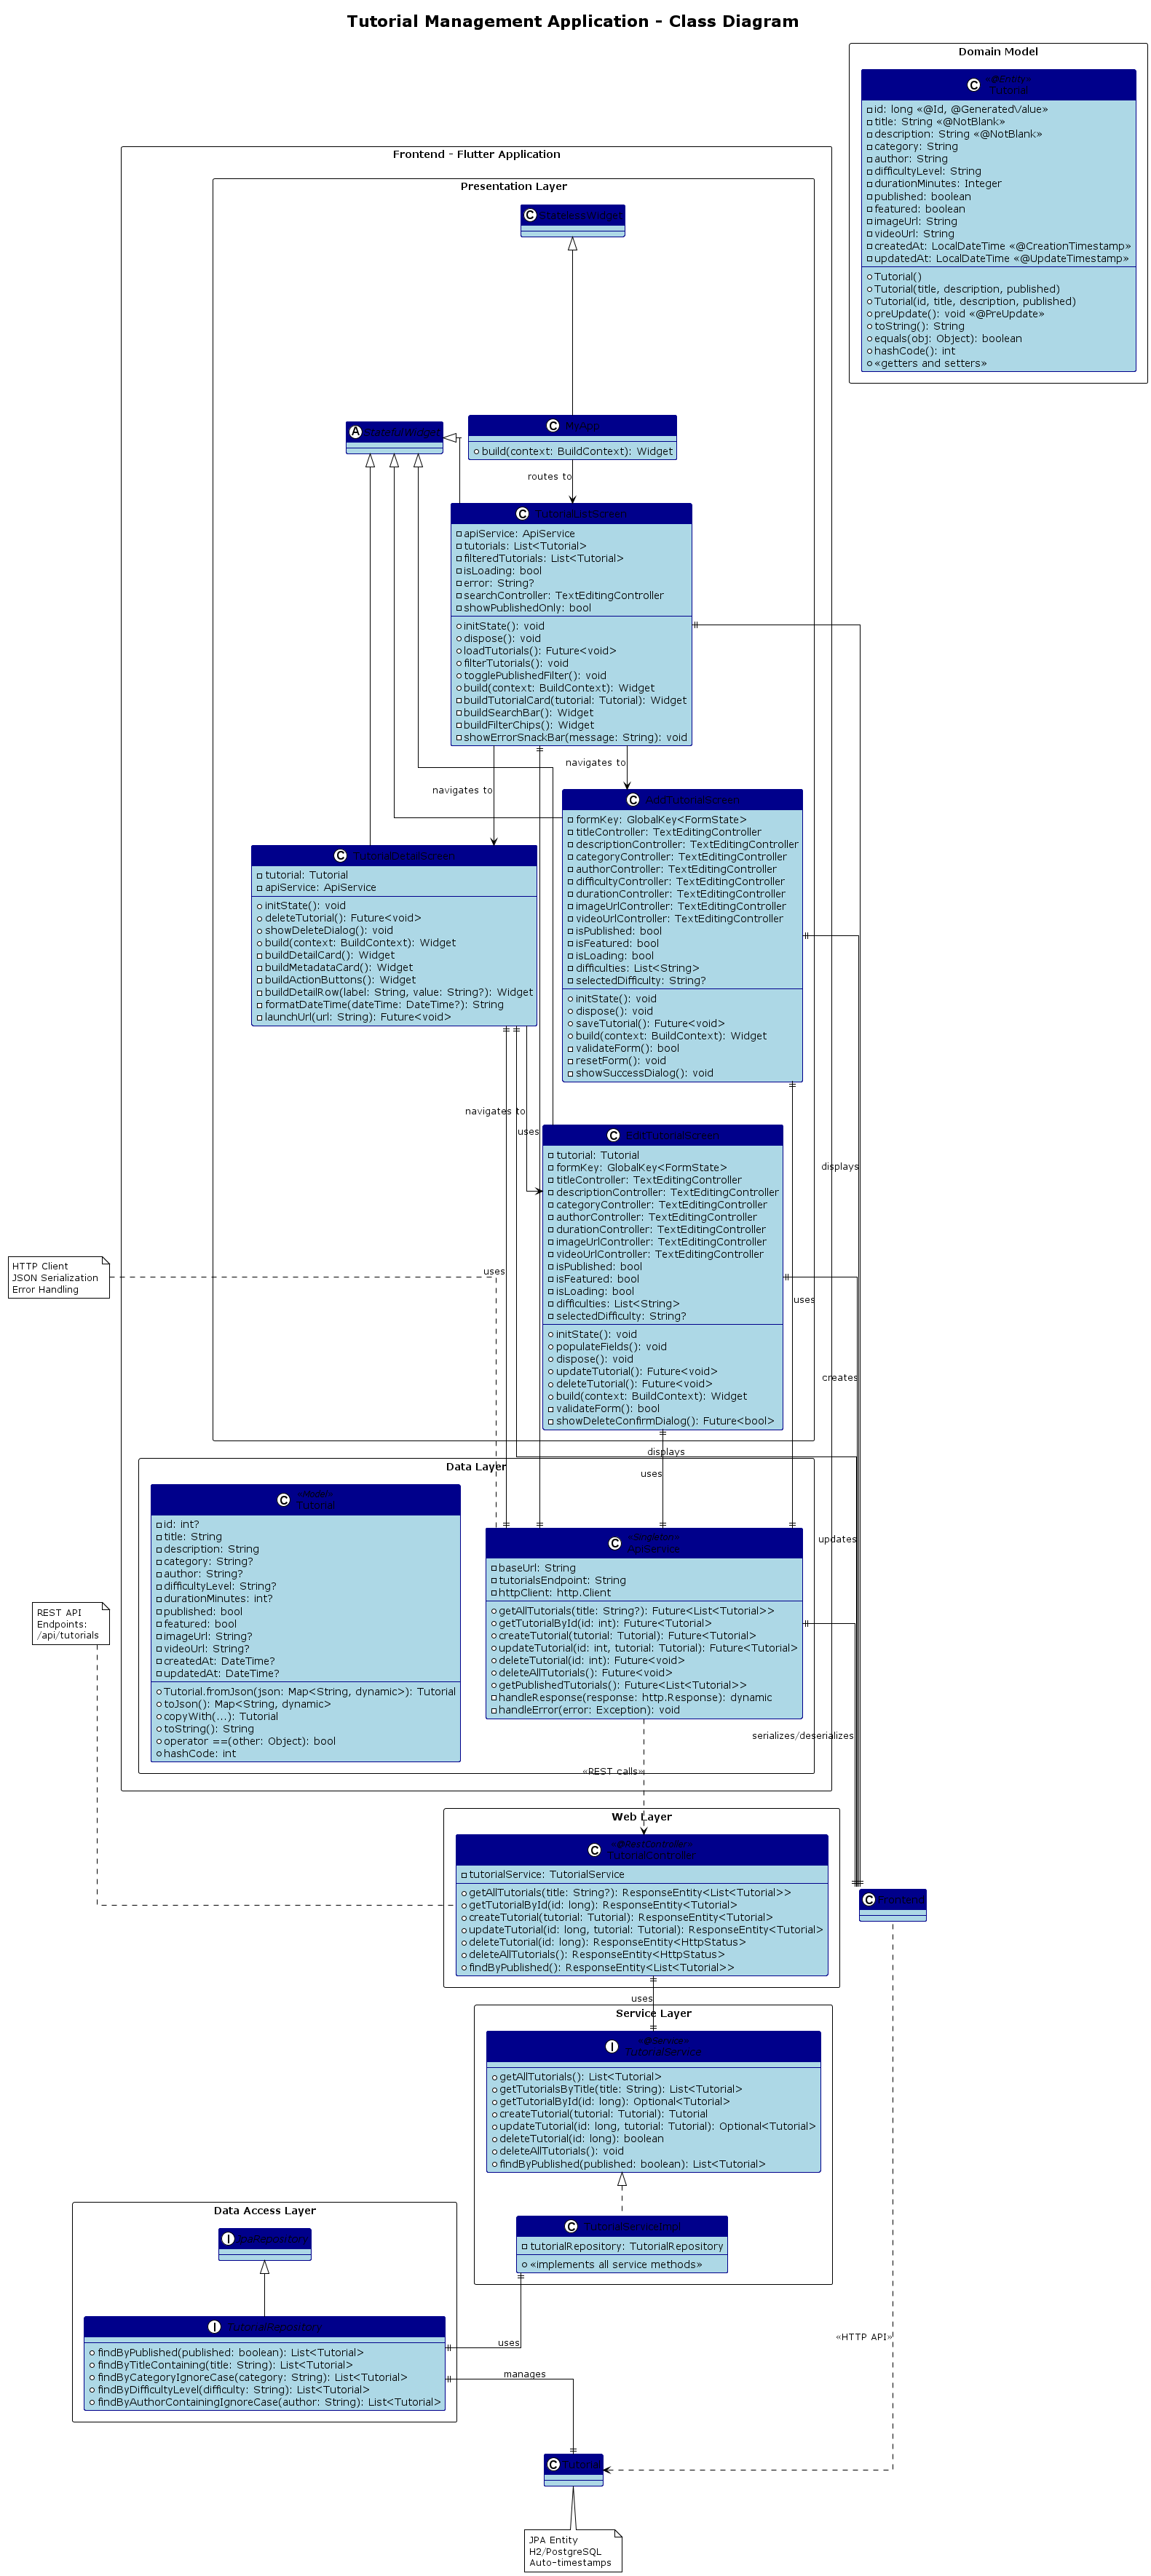 Tutorial Management Application - Class Diagram
Domain Model
C
Tutorial
id: long «@Id, @GeneratedValue»
title: String «@NotBlank»
description: String «@NotBlank»
category: String
author: String
difficultyLevel: String
durationMinutes: Integer
published: boolean
featured: boolean
imageUrl: String
videoUrl: String
createdAt: LocalDateTime «@CreationTimestamp»
updatedAt: LocalDateTime «@UpdateTimestamp»
Tutorial()
Tutorial(title, description, published)
Tutorial(id, title, description, published)
preUpdate(): void «@PreUpdate»
toString(): String
equals(obj: Object): boolean
hashCode(): int
«getters and setters»
Frontend - Flutter Application
Presentation Layer
C StatelessWidget
A StatefulWidget
C MyApp
build(context: BuildContext): Widget
routes to
C TutorialListScreen
apiService: ApiService
tutorials: List<Tutorial>
filteredTutorials: List<Tutorial>
isLoading: bool
error: String?
searchController: TextEditingController
showPublishedOnly: bool
initState(): void
dispose(): void
loadTutorials(): Future<void>
filterTutorials(): void
togglePublishedFilter(): void
build(context: BuildContext): Widget
buildTutorialCard(tutorial: Tutorial): Widget
buildSearchBar(): Widget
buildFilterChips(): Widget
showErrorSnackBar(message: String): void
navigates to
navigates to
C AddTutorialScreen
formKey: GlobalKey<FormState>
titleController: TextEditingController
descriptionController: TextEditingController
categoryController: TextEditingController
authorController: TextEditingController
difficultyController: TextEditingController
durationController: TextEditingController
imageUrlController: TextEditingController
videoUrlController: TextEditingController
isPublished: bool
isFeatured: bool
isLoading: bool
difficulties: List<String>
selectedDifficulty: String?
initState(): void
dispose(): void
saveTutorial(): Future<void>
build(context: BuildContext): Widget
validateForm(): bool
resetForm(): void
showSuccessDialog(): void
C TutorialDetailScreen
tutorial: Tutorial
apiService: ApiService
initState(): void
deleteTutorial(): Future<void>
showDeleteDialog(): void
build(context: BuildContext): Widget
buildDetailCard(): Widget
buildMetadataCard(): Widget
buildActionButtons(): Widget
buildDetailRow(label: String, value: String?): Widget
formatDateTime(dateTime: DateTime?): String
launchUrl(url: String): Future<void>
navigates to
uses
displays
C EditTutorialScreen
tutorial: Tutorial
formKey: GlobalKey<FormState>
titleController: TextEditingController
descriptionController: TextEditingController
categoryController: TextEditingController
authorController: TextEditingController
durationController: TextEditingController
imageUrlController: TextEditingController
videoUrlController: TextEditingController
isPublished: bool
isFeatured: bool
isLoading: bool
difficulties: List<String>
selectedDifficulty: String?
initState(): void
populateFields(): void
dispose(): void
updateTutorial(): Future<void>
deleteTutorial(): Future<void>
build(context: BuildContext): Widget
validateForm(): bool
showDeleteConfirmDialog(): Future<bool>
HTTP Client
JSON Serialization
Error Handling
uses
uses
creates
displays
uses
Data Layer
C
Tutorial
id: int?
title: String
description: String
category: String?
author: String?
difficultyLevel: String?
durationMinutes: int?
published: bool
featured: bool
imageUrl: String?
videoUrl: String?
createdAt: DateTime?
updatedAt: DateTime?
Tutorial.fromJson(json: Map<String, dynamic>): Tutorial
toJson(): Map<String, dynamic>
copyWith(...): Tutorial
toString(): String
operator ==(other: Object): bool
hashCode: int
C
ApiService
baseUrl: String
tutorialsEndpoint: String
httpClient: http.Client
getAllTutorials(title: String?): Future<List<Tutorial>>
getTutorialById(id: int): Future<Tutorial>
createTutorial(tutorial: Tutorial): Future<Tutorial>
updateTutorial(id: int, tutorial: Tutorial): Future<Tutorial>
deleteTutorial(id: int): Future<void>
deleteAllTutorials(): Future<void>
getPublishedTutorials(): Future<List<Tutorial>>
handleResponse(response: http.Response): dynamic
handleError(error: Exception): void
updates
REST API
Endpoints:
/api/tutorials
serializes/deserializes
«REST calls»
Web Layer
C «@RestController»
TutorialController
tutorialService: TutorialService
getAllTutorials(title: String?): ResponseEntity<List<Tutorial>>
getTutorialById(id: long): ResponseEntity<Tutorial>
createTutorial(tutorial: Tutorial): ResponseEntity<Tutorial>
updateTutorial(id: long, tutorial: Tutorial): ResponseEntity<Tutorial>
deleteTutorial(id: long): ResponseEntity<HttpStatus>
deleteAllTutorials(): ResponseEntity<HttpStatus>
findByPublished(): ResponseEntity<List<Tutorial>>
C Frontend
uses
Service Layer
I «@Service»
TutorialService
getAllTutorials(): List<Tutorial>
getTutorialsByTitle(title: String): List<Tutorial>
getTutorialById(id: long): Optional<Tutorial>
createTutorial(tutorial: Tutorial): Tutorial
updateTutorial(id: long, tutorial: Tutorial): Optional<Tutorial>
deleteTutorial(id: long): boolean
deleteAllTutorials(): void
findByPublished(published: boolean): List<Tutorial>
C TutorialServiceImpl
tutorialRepository: TutorialRepository
«implements all service methods»
Data Access Layer
I JpaRepository
I TutorialRepository
findByPublished(published: boolean): List<Tutorial>
findByTitleContaining(title: String): List<Tutorial>
findByCategoryIgnoreCase(category: String): List<Tutorial>
findByDifficultyLevel(difficulty: String): List<Tutorial>
findByAuthorContainingIgnoreCase(author: String): List<Tutorial>
uses
«HTTP API»
manages
C
JPA Entity
H2/PostgreSQL
Auto-timestamps